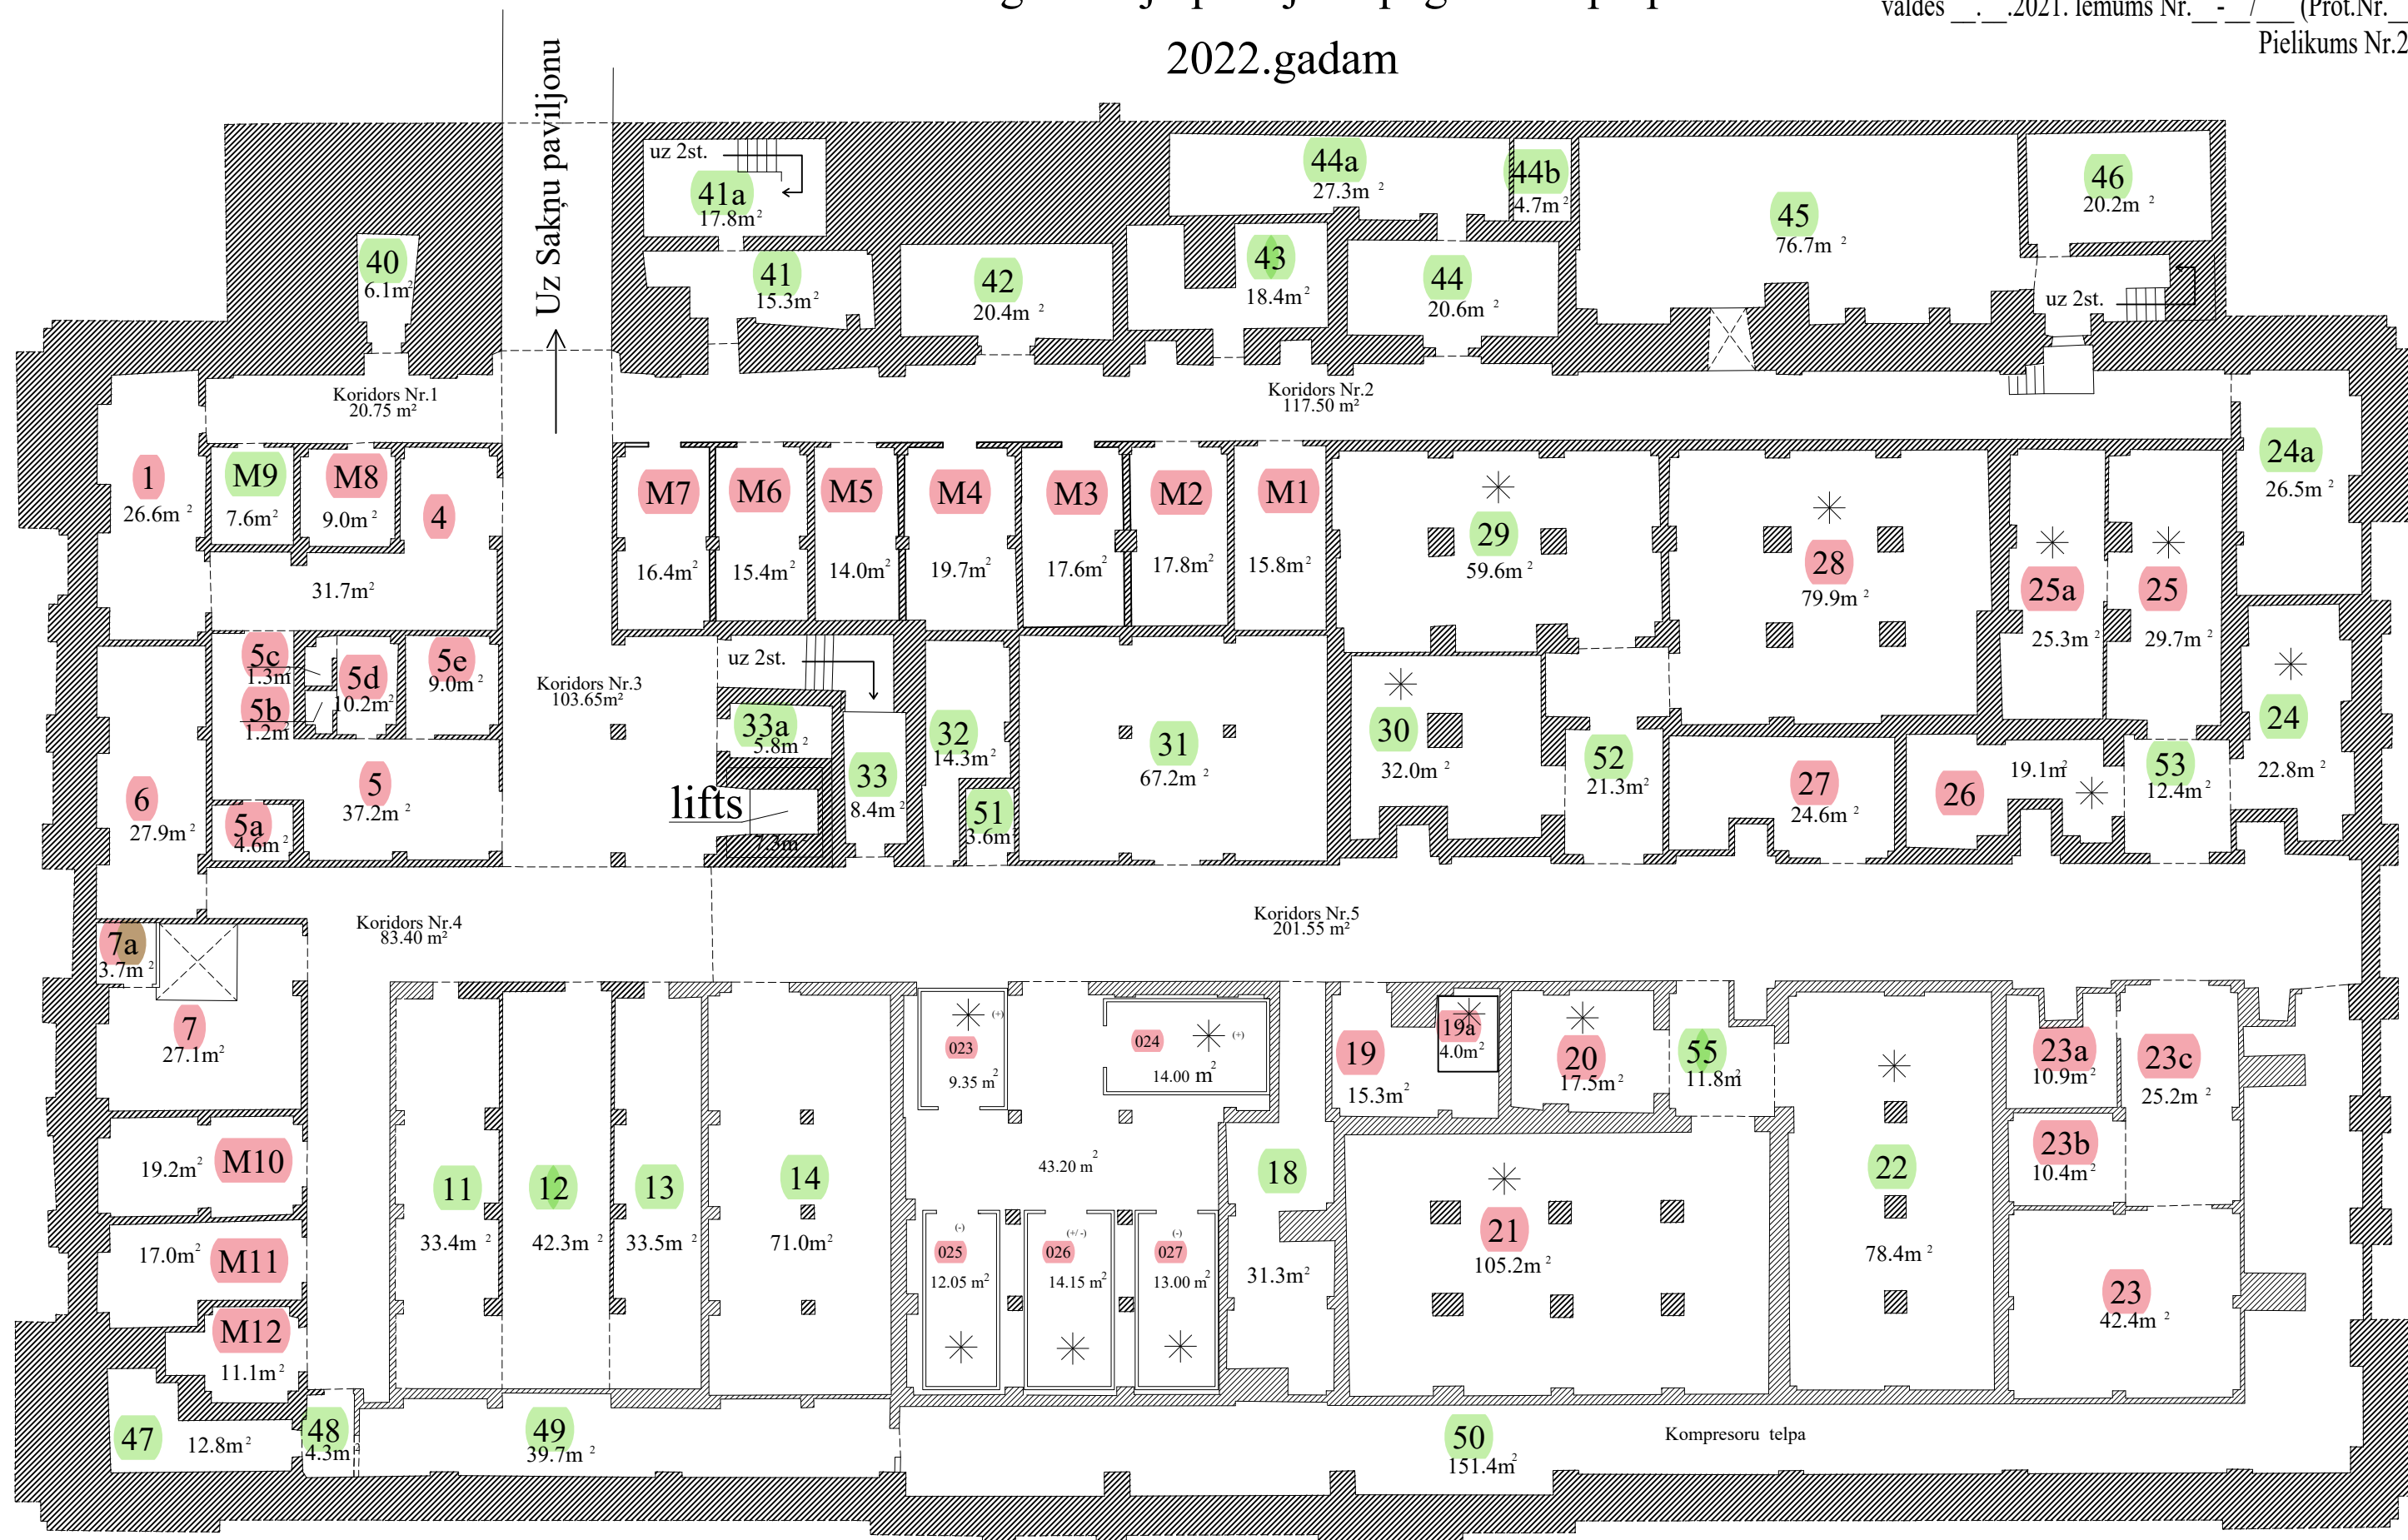 2022.gadam
valdes __.__.2021. lēmums Nr.__-__/___ (Prot.Nr.__
Pielikums Nr.2
Uz Sakņu paviljonu
uz 2st.
41a
17.8m²
44a
27.3m²
44b
4.7m²
45
76.7m²
46
20.2m²
40
6.1m²
41
15.3m²
42
20.4m²
43
18.4m²
44
20.6m²
uz 2st.
Koridors Nr.1
20.75 m²
Koridors Nr.2
117.50 m²
1
26.6m²
M9
7.6m²
M8
9.0m²
4
31.7m²
M7
16.4m²
M6
15.4m²
M5
14.0m²
M4
19.7m²
M3
17.6m²
M2
17.8m²
M1
15.8m²
29
59.6m²
28
79.9m²
25a
25.3m²
25
29.7m²
24a
26.5m²
5c
1.3m
5b
1.2m
5d
10.2m²
5e
9.0m²
Koridors Nr.3
103.65m²
uz 2st.
33a
5.8m²
33
8.4m²
32
14.3m²
51
3.6m
31
67.2m²
30
32.0m²
52
21.3m²
27
24.6m²
26
19.1m²
53
12.4m²
24
22.8m²
6
27.9m²
5
37.2m²
5a
4.6m²
lifts
7.3m²
Koridors Nr.4
83.40 m²
Koridors Nr.5
201.55 m²
7a
3.7m²
7
27.1m²
023
(+)
9.35 m²
024
(+)
14.00 m²
19
15.3m²
19a
4.0m²
20
17.5m²
55
11.8m²
23a
10.9m²
23c
25.2m²
M10
19.2m²
11
33.4m²
12
42.3m²
13
33.5m²
14
71.0m²
43.20 m²
18
31.3m²
21
105.2m²
22
78.4m²
23b
10.4m²
M11
17.0m²
(-)
025
12.05 m²
(+/-)
026
14.15 m²
(-)
027
13.00 m²
23
42.4m²
M12
11.1m²
47
12.8m²
48
4.3m
49
39.7m²
50
151.4m²
Kompresoru telpa